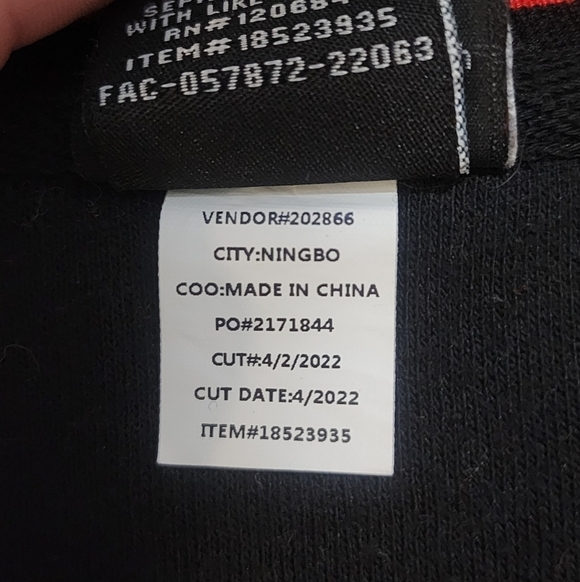 WITH LIKE
RN#12068
ITEM#18523935
FAC-057872-22063
VENDOR#202866
CITY:NINGBO
COO:MADE IN CHINA
PO#2171844
CUT#:4/2/2022
CUT DATE:4/2022
ITEM#18523935